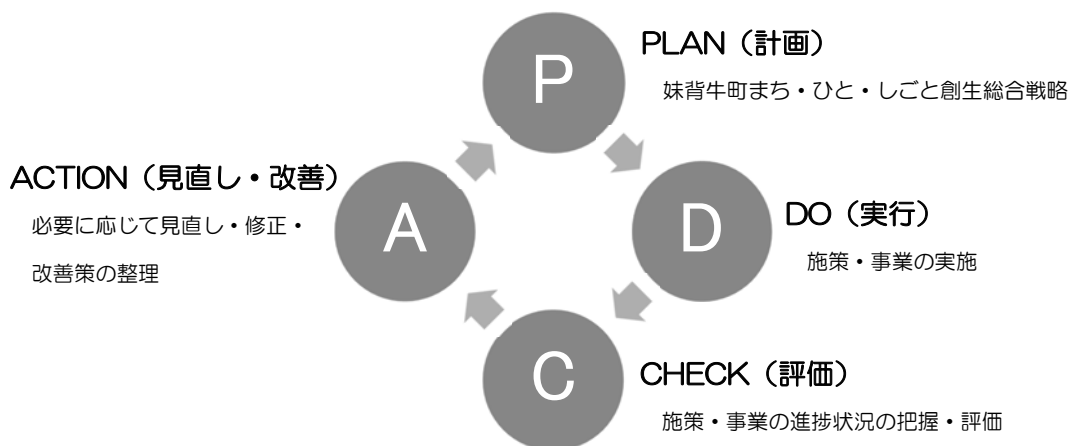 P
PLAN（計画）
妹背牛町まち・ひと・しごと創生総合戦略
D
DO（実行）
施策・事業の実施
C
CHECK（評価）
施策・事業の進捗状況の把握・評価
A
ACTION（見直し・改善）
必要に応じて見直し・修正・
改善策の整理